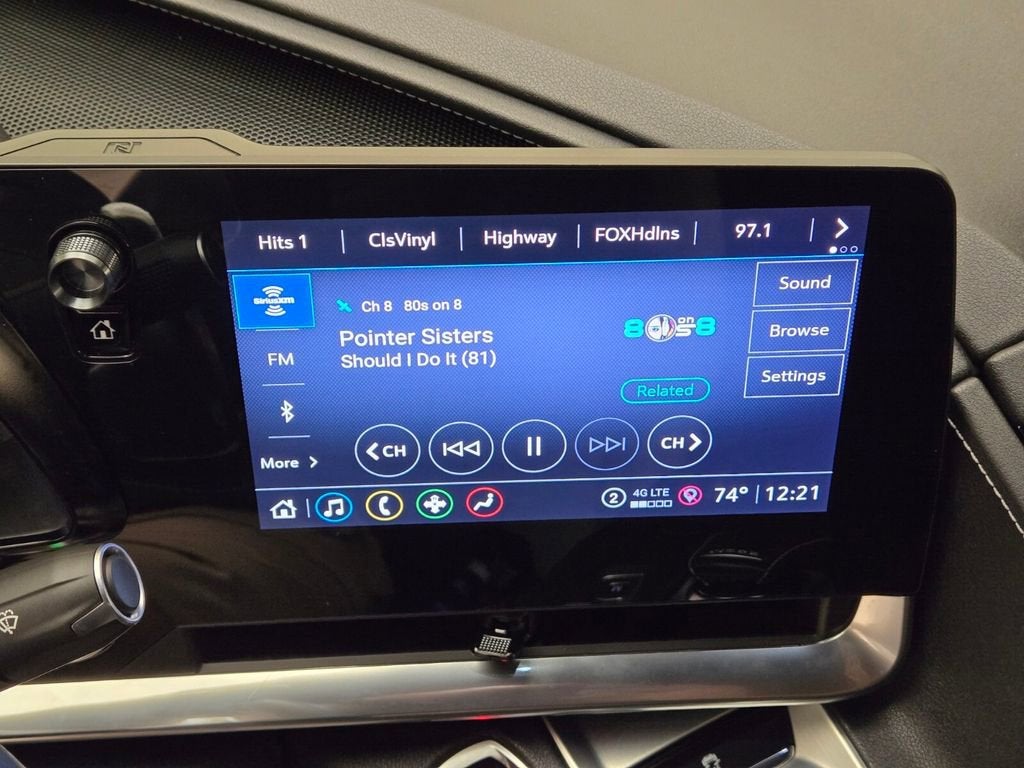 Hits 1
ClsVinyl
Highway
FOXHdlns
97.1
SiriusXM
Ch 8 80s on 8
Pointer Sisters
Should I Do It (81)
80s on 8
Related
Sound
Browse
Settings
FM
More
CH
CH
2
4G LTE
74°
12:21